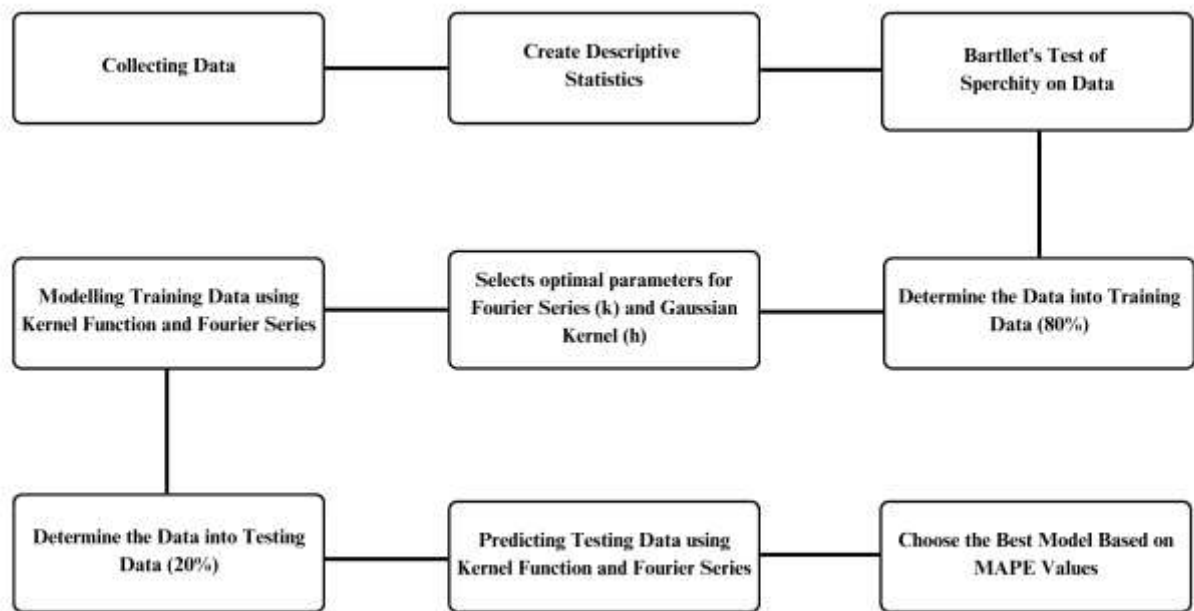 Collecting Data
Create Descriptive
Statistics
Bartllet's Test of
Sperchity on Data
Modelling Training Data using
Kernel Function and Fourier Series
Selects optimal parameters for
Fourier Series (k) and Gaussian
Kernel (h)
Determine the Data into Training
Data (80%)
Determine the Data into Testing
Data (20%)
Predicting Testing Data using
Kernel Function and Fourier Series
Choose the Best Model Based on
MAPE Values